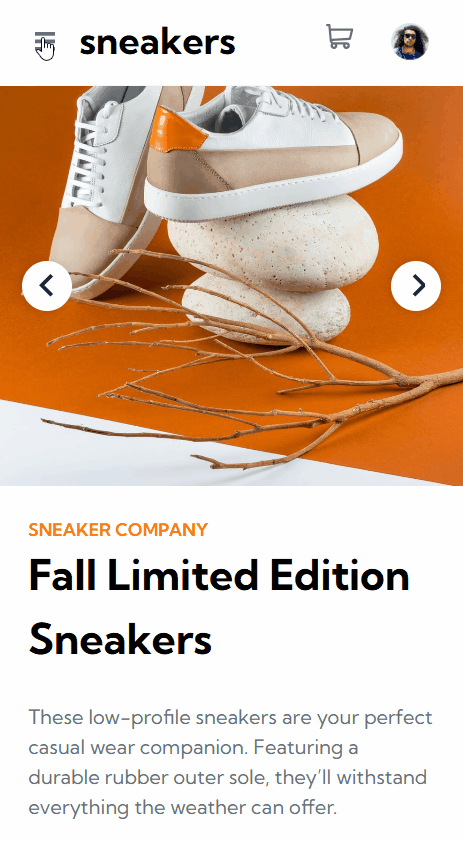 sneakers
SNEAKER COMPANY
Fall Limited Edition
Sneakers
These low-profile sneakers are your perfect
casual wear companion. Featuring a
durable rubber outer sole, they’ll withstand
everything the weather can offer.